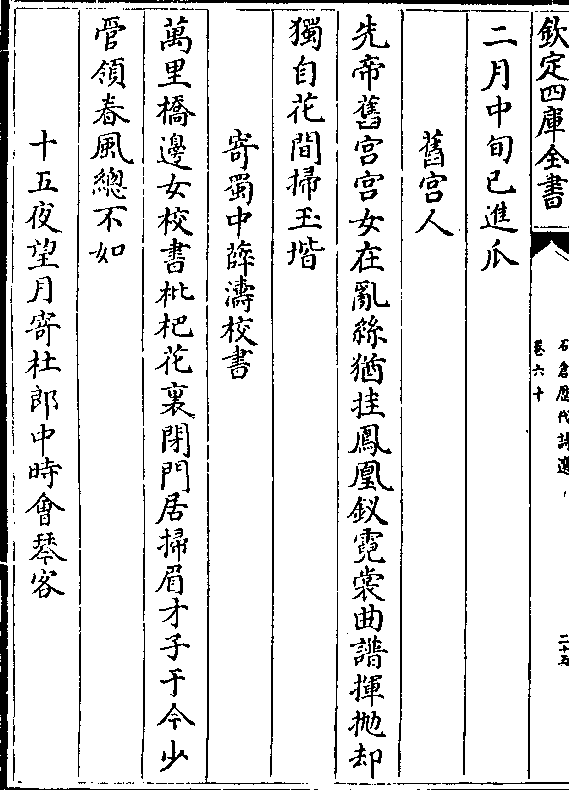 欽定四庫全書
石倉歷代詩選
卷六十
二十五
二月中旬已進瓜
舊宮人
先帝舊宮宮女在亂絲猶挂鳳凰釵霓裳曲譜揮拋却
獨自花間掃玉堦
寄蜀中薛濤校書
萬里橋邊女校書枇杷花裏閉門居掃眉才子于今少
管領春風總不如
十五夜望月寄杜郎中時會琴客